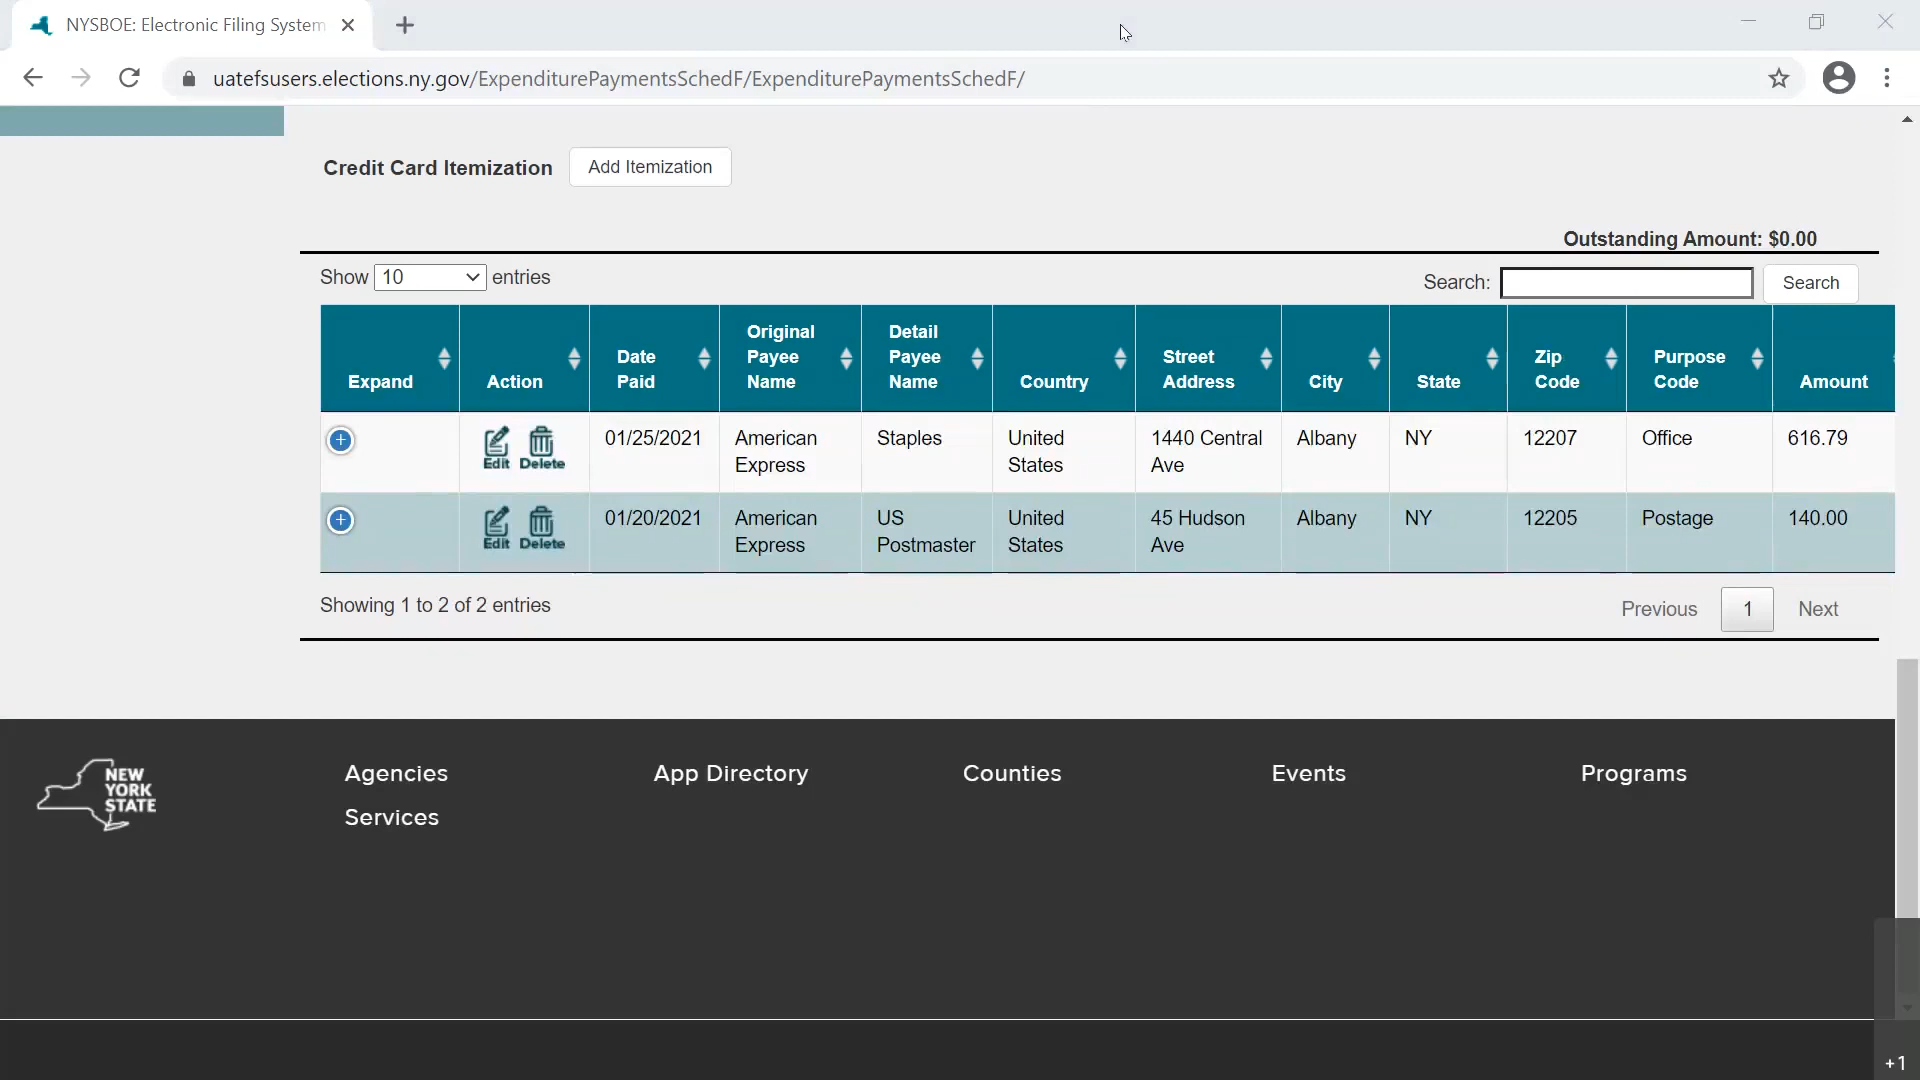 NYSBOE: Electronic Filing System
uatefsusers.elections.ny.gov/ExpenditurePaymentsSchedF/ExpenditurePaymentsSchedF/
Credit Card Itemization Add Itemization
Outstanding Amount: $0.00
Show 10 entries Search: Search
Expand Action Date Paid Original Payee Name Detail Payee Name Country Street Address City State Zip Code Purpose Code Amount
Edit Delete 01/25/2021 American Express Staples United States 1440 Central Ave Albany NY 12207 Office 616.79
Edit Delete 01/20/2021 American Express US Postmaster United States 45 Hudson Ave Albany NY 12205 Postage 140.00
Showing 1 to 2 of 2 entries Previous 1 Next
NEW
YORK
STATE
Agencies App Directory Counties Events Programs
Services
+1